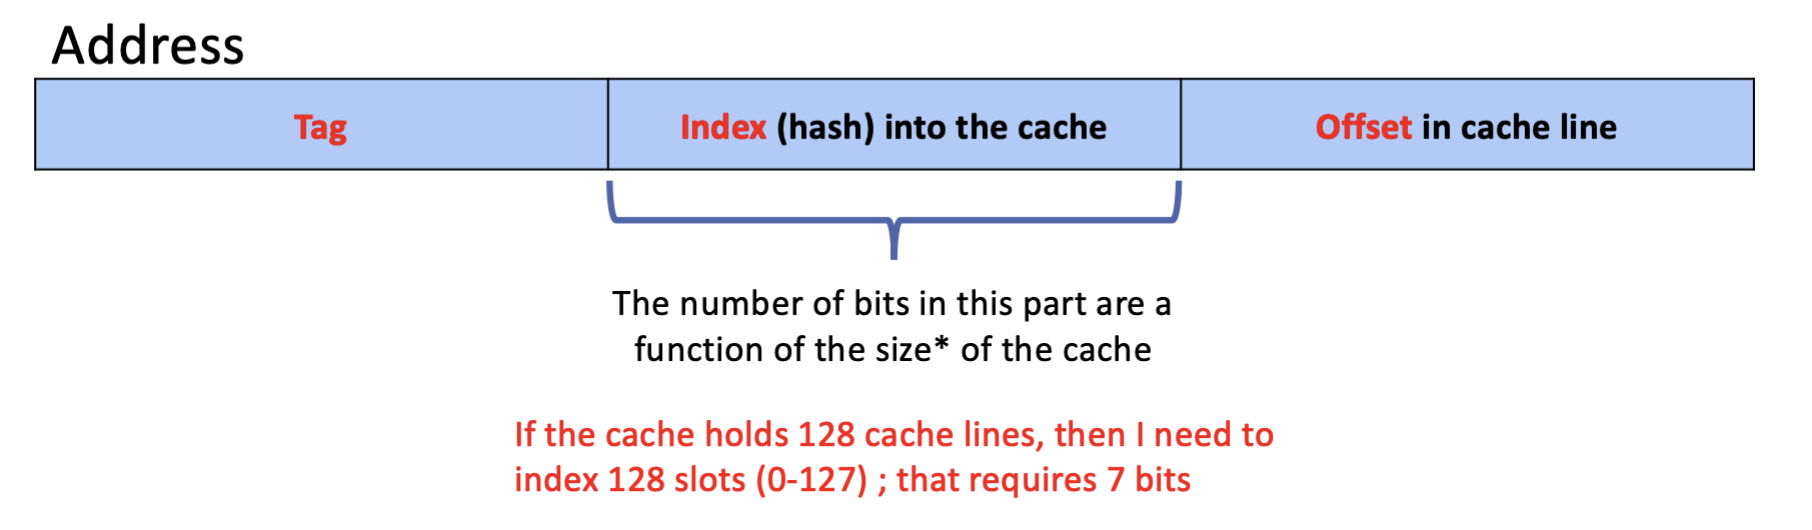 Address
Tag
Index (hash) into the cache
Offset in cache line
The number of bits in this part are a
function of the size* of the cache
If the cache holds 128 cache lines, then I need to
index 128 slots (0-127) ; that requires 7 bits